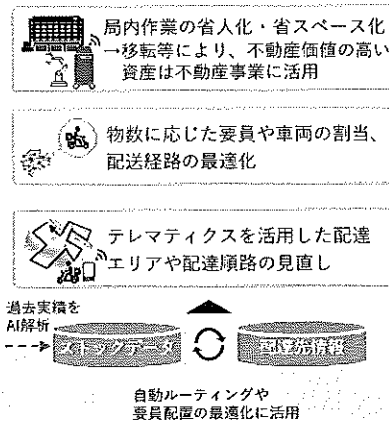 局内作業の省人化・省スペース化
→移転等により、不動産価値の高い
資産は不動産事業に活用
物数に応じた要員や車両の割当、
配送経路の最適化
テレマティクスを活用した配達
エリアや配達順路の見直し
過去実績を
AI解析
ストックデータ
配達先情報
自動ルーティングや
要員配置の最適化に活用